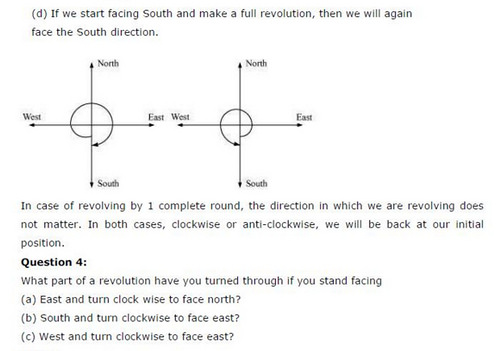 (d) If we start facing South and make a full revolution, then we will again
face the South direction.
North North
West East West East
South South
In case of revolving by 1 complete round, the direction in which we are revolving does
not matter. In both cases, clockwise or anti-clockwise, we will be back at our initial
position.
Question 4:
What part of a revolution have you turned through if you stand facing
(a) East and turn clock wise to face north?
(b) South and turn clockwise to face east?
(c) West and turn clockwise to face east?